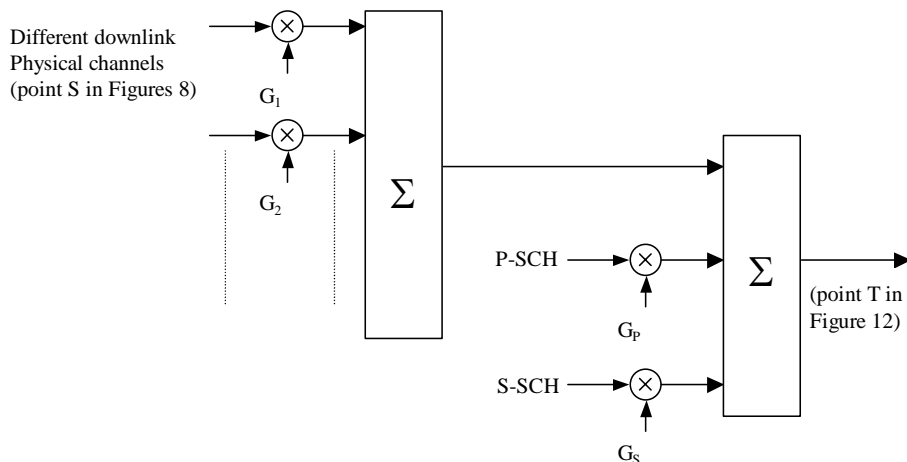 Different downlink
Physical channels
(point S in Figures 8)
G1
G2
Σ
P-SCH
GP
S-SCH
GS
Σ
(point T in
Figure 12)